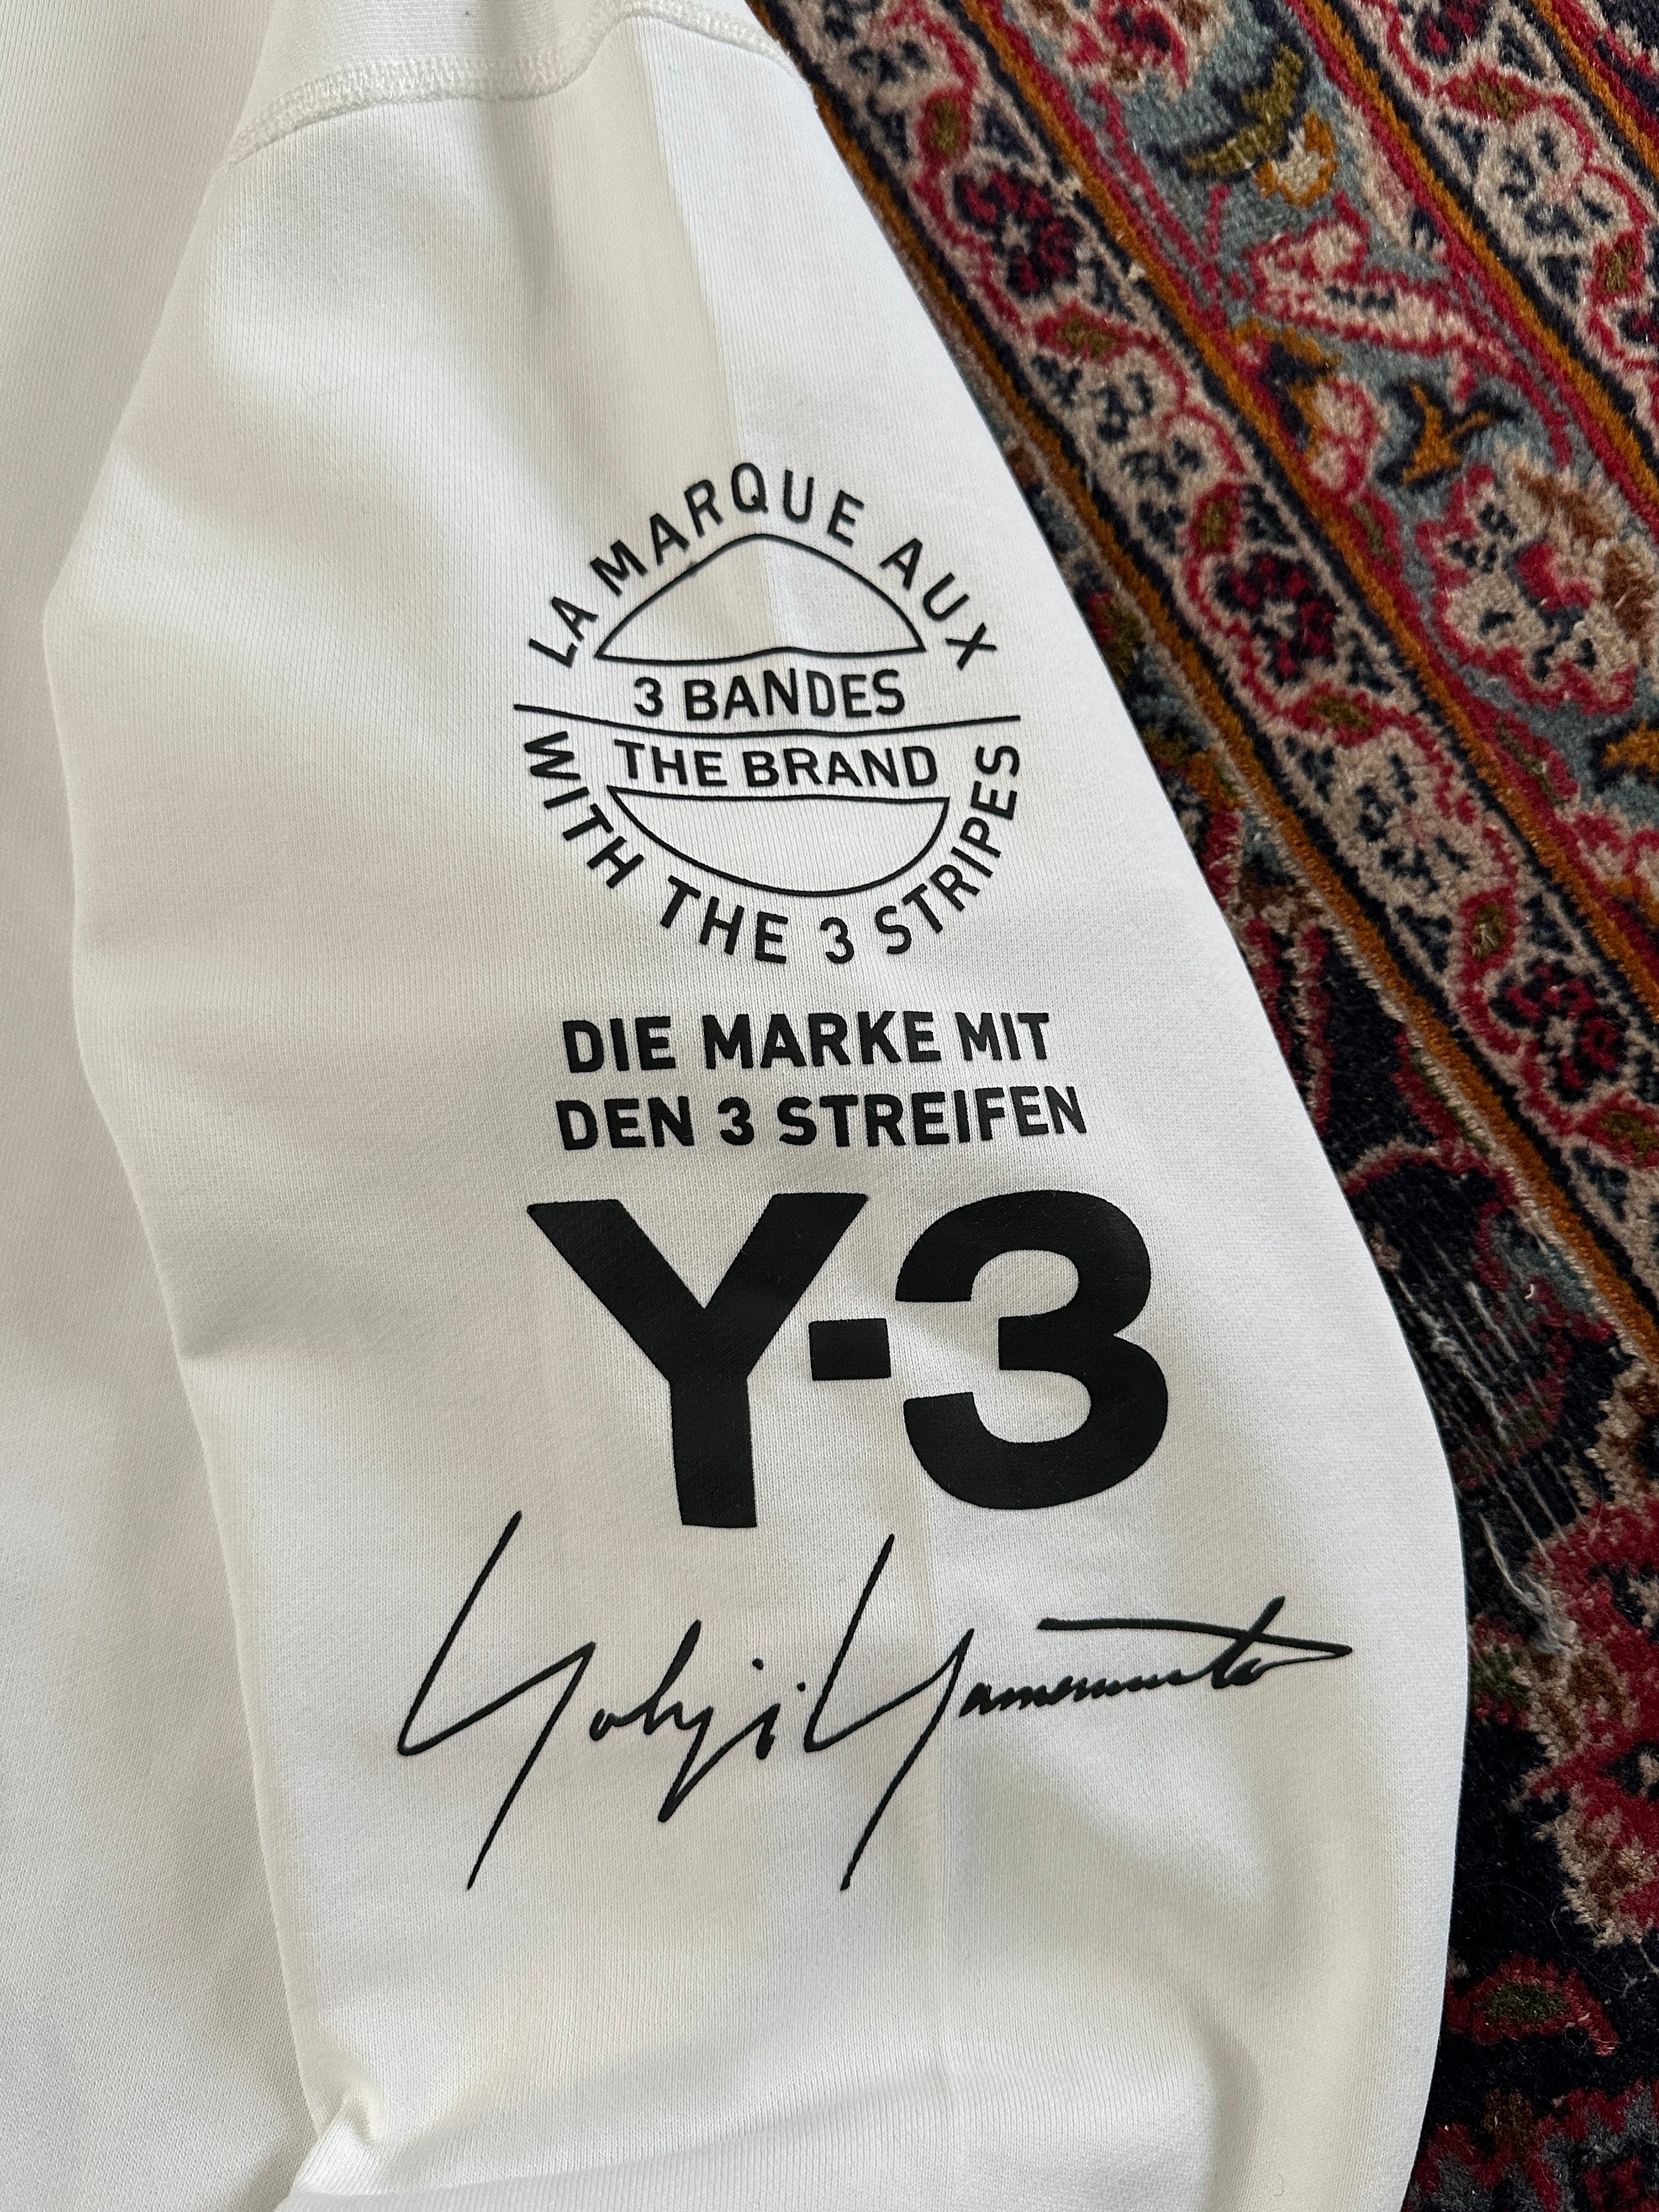 LA MARQUE AUX
3 BANDES
THE BRAND
WITH THE 3 STRIPES
DIE MARKE MIT
DEN 3 STREIFEN
Y-3
Yohji Yamamoto